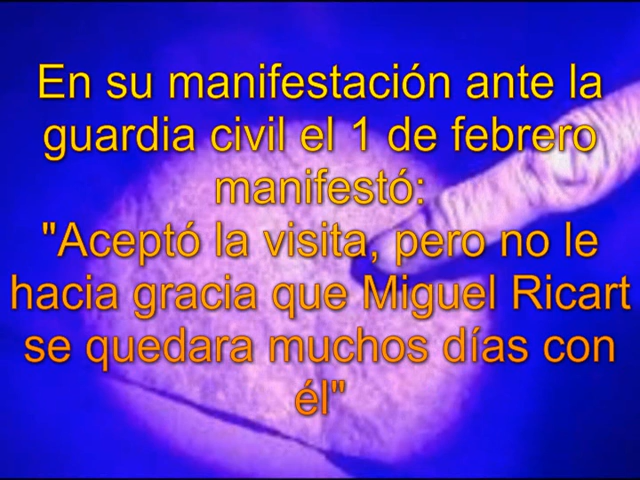 En su manifestación ante la
guardia civil el 1 de febrero
manifestó:
"Aceptó la visita, pero no le
hacia gracia que Miguel Ricart
se quedara muchos días con
él"